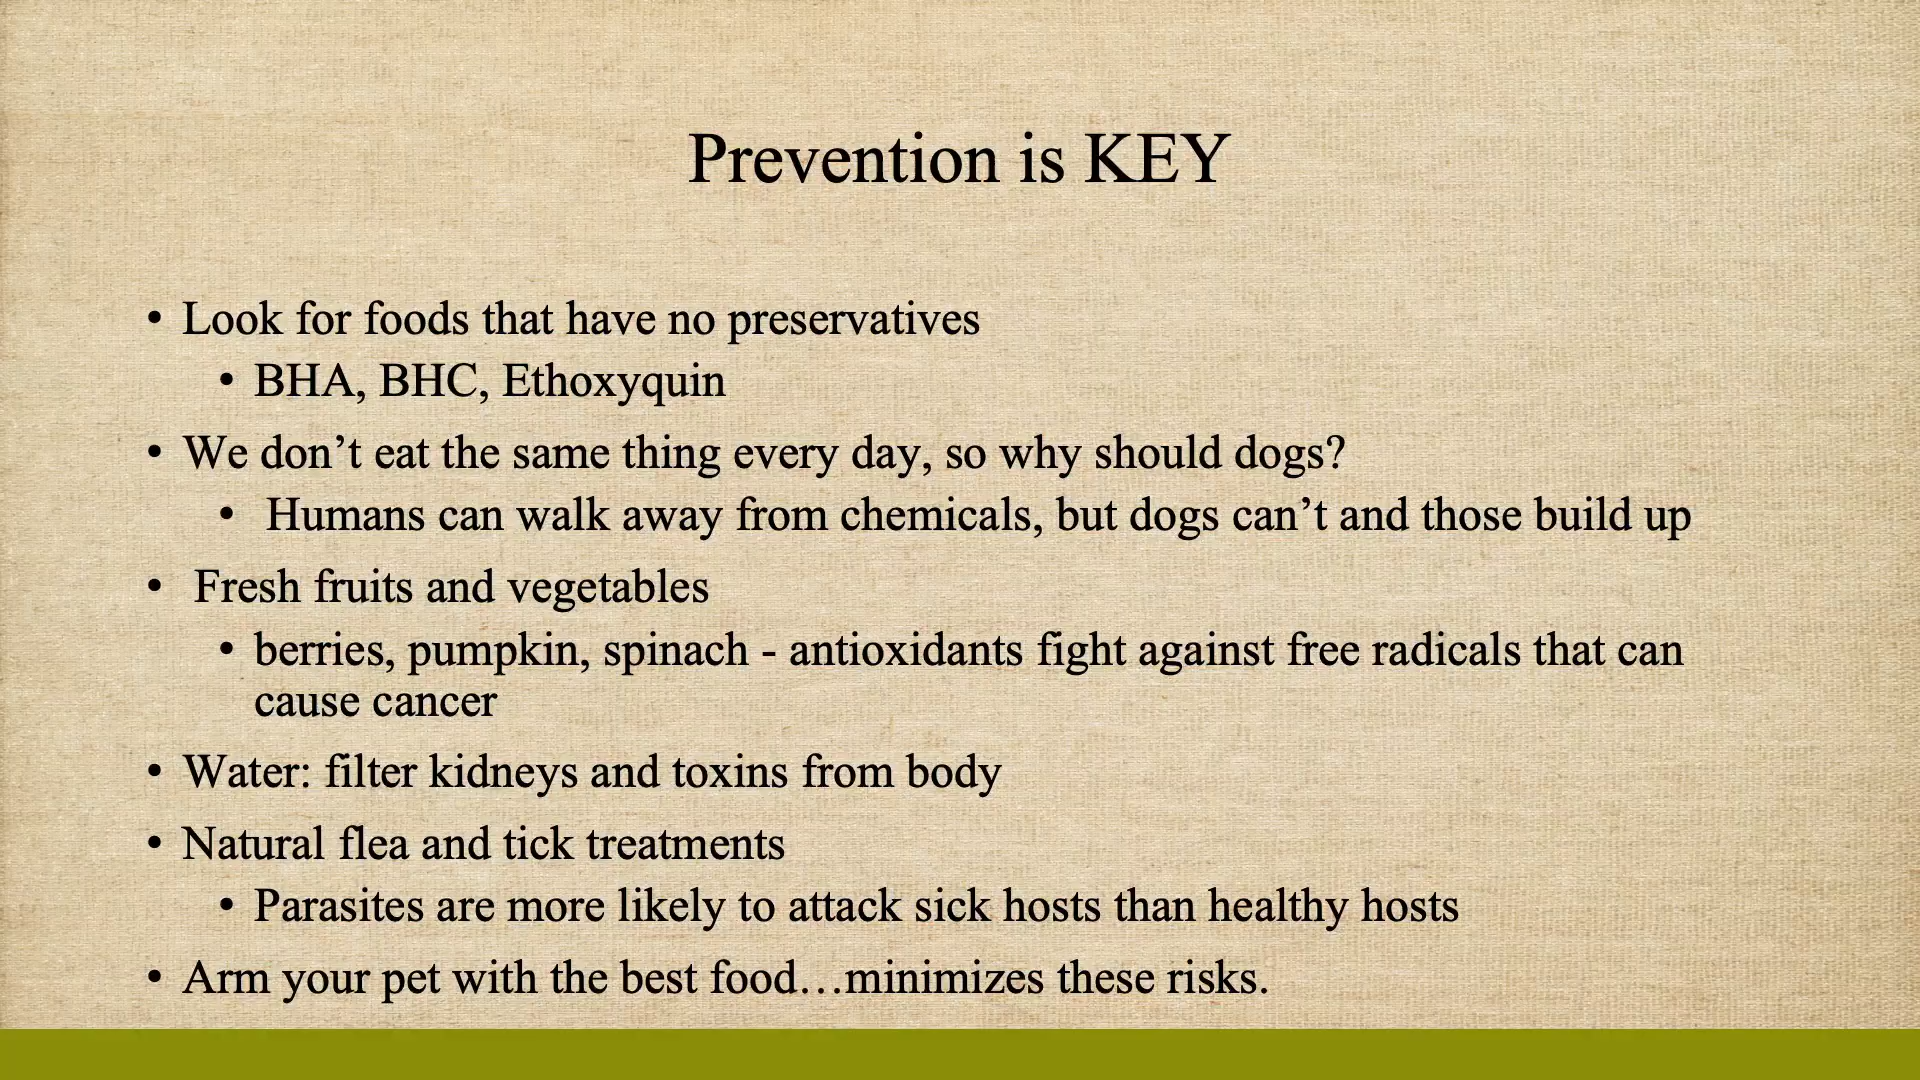 Prevention is KEY
• Look for foods that have no preservatives
• BHA, BHC, Ethoxyquin
• We don’t eat the same thing every day, so why should dogs?
• Humans can walk away from chemicals, but dogs can’t and those build up
• Fresh fruits and vegetables
• berries, pumpkin, spinach - antioxidants fight against free radicals that can
cause cancer
• Water: filter kidneys and toxins from body
• Natural flea and tick treatments
• Parasites are more likely to attack sick hosts than healthy hosts
• Arm your pet with the best food…minimizes these risks.